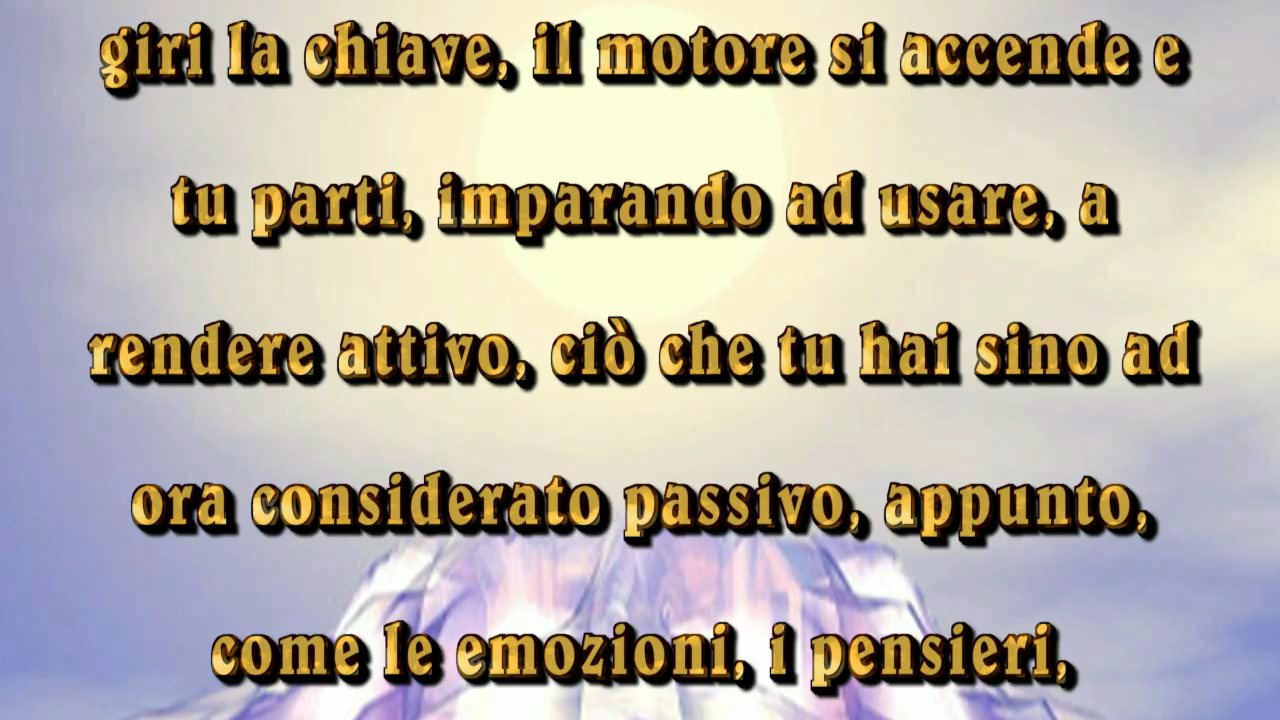 giri la chiave, il motore si accende e
tu parti, imparando ad usare, a
rendere attivo, ciò che tu hai sino ad
ora considerato passivo, appunto,
come le emozioni, i pensieri,